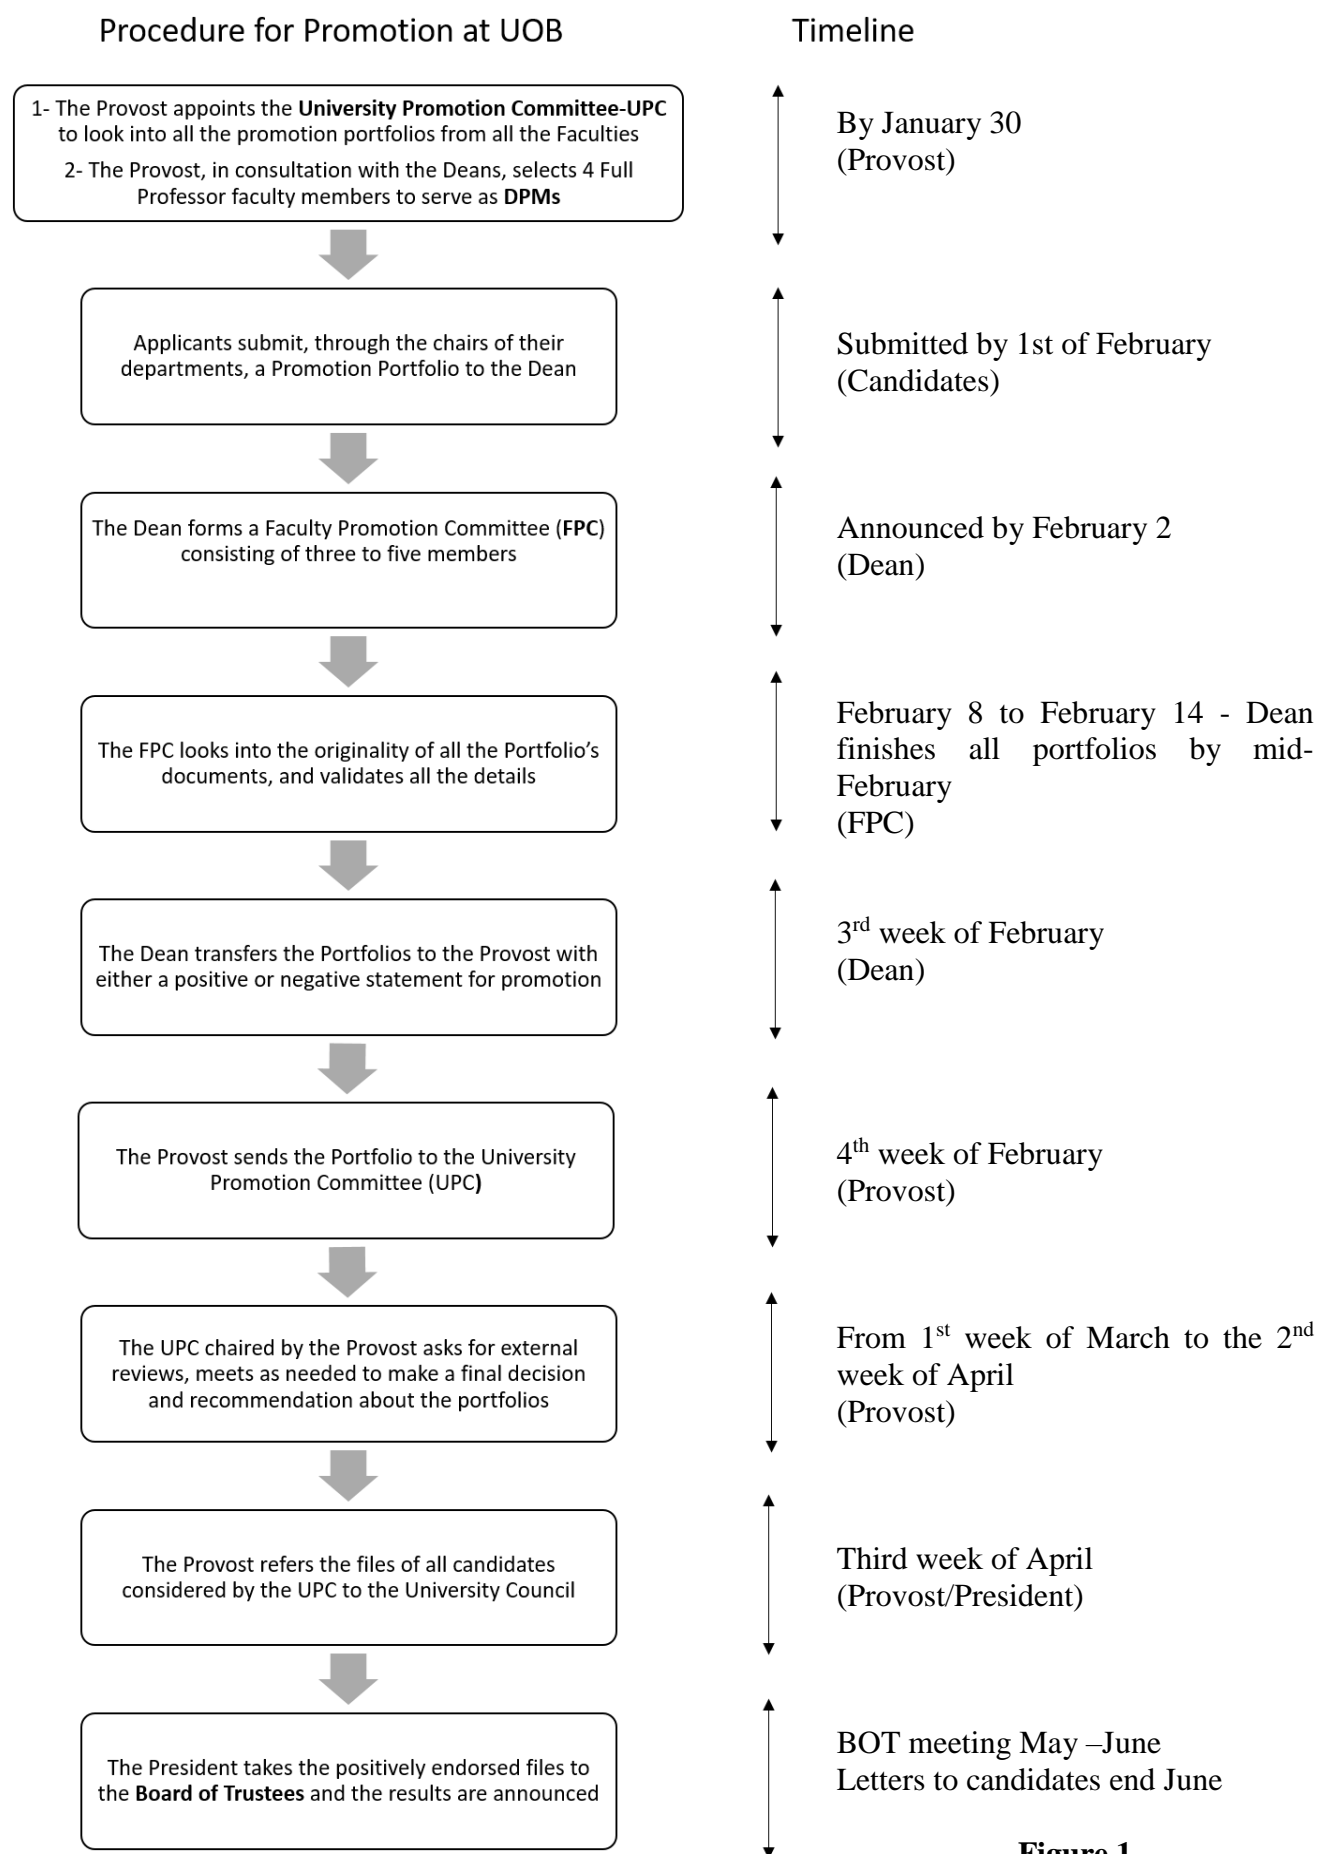 Procedure for Promotion at UOB
Timeline
1- The Provost appoints the University Promotion Committee-UPC
to look into all the promotion portfolios from all the Faculties
2- The Provost, in consultation with the Deans, selects 4 Full
Professor faculty members to serve as DPMs
By January 30
(Provost)
Applicants submit, through the chairs of their
departments, a Promotion Portfolio to the Dean
Submitted by 1st of February
(Candidates)
The Dean forms a Faculty Promotion Committee (FPC)
consisting of three to five members
Announced by February 2
(Dean)
The FPC looks into the originality of all the Portfolio's
documents, and validates all the details
February 8 to February 14 - Dean
finishes all portfolios by mid-
February
(FPC)
The Dean transfers the Portfolios to the Provost with
either a positive or negative statement for promotion
3rd week of February
(Dean)
The Provost sends the Portfolio to the University
Promotion Committee (UPC)
4th week of February
(Provost)
The UPC chaired by the Provost asks for external
reviews, meets as needed to make a final decision
and recommendation about the portfolios
From 1st week of March to the 2nd
week of April
(Provost)
The Provost refers the files of all candidates
considered by the UPC to the University Council
Third week of April
(Provost/President)
The President takes the positively endorsed files to
the Board of Trustees and the results are announced
BOT meeting May –June
Letters to candidates end June
Figure 1